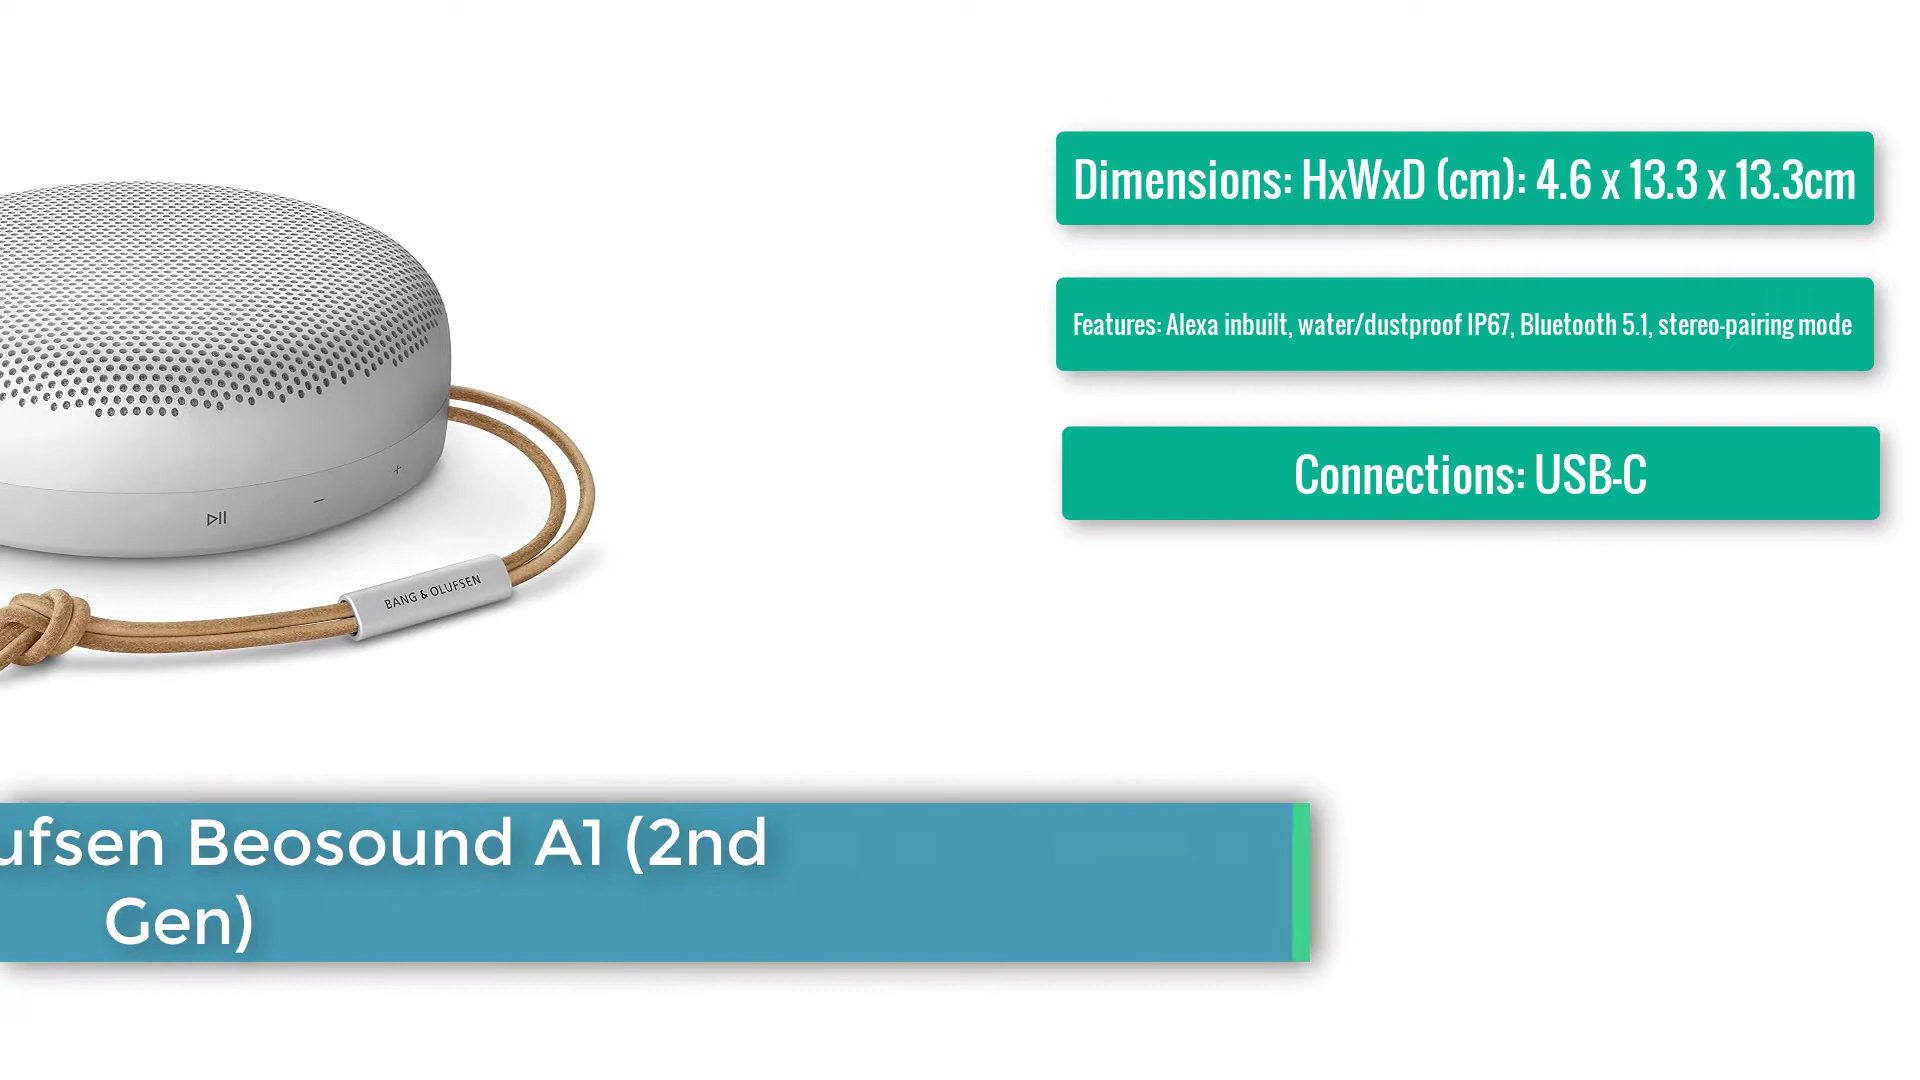 Dimensions: HxWxD (cm): 4.6 x 13.3 x 13.3cm
Features: Alexa inbuilt, water/dustproof IP67, Bluetooth 5.1, stereo-pairing mode
Connections: USB-C
BANG & OLUFSEN
ufsen Beosound A1 (2nd
Gen)